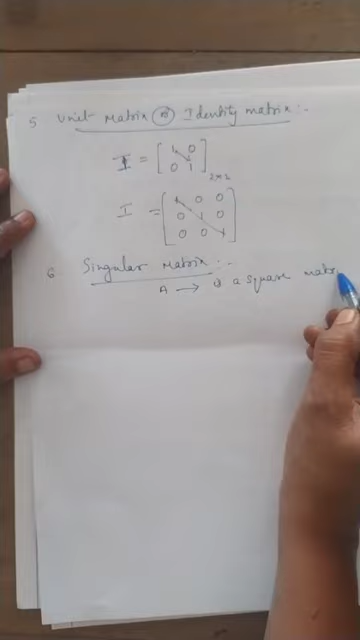 5 Unit Matrix (or) Identity matrix:-
I = [ 1 0
0 1 ] 2×2
I = [ 1 0 0
0 1 0
0 0 1 ]
6 Singular Matrix:-
A → is a square matri